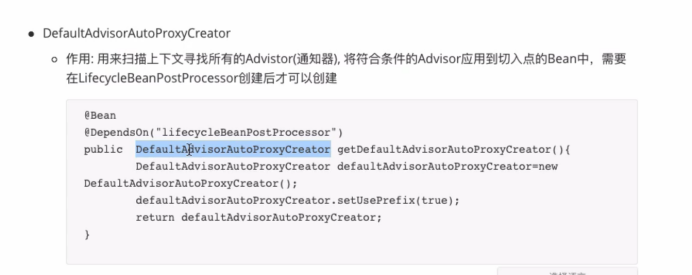 DefaultAdvisorAutoProxyCreator
作用: 用来扫描上下文寻找所有的Advistor(通知器), 将符合条件的Advisor应用到切入点的Bean中，需要
在LifecycleBeanPostProcessor创建后才可以创建
@Bean
@DependsOn("lifecycleBeanPostProcessor")
public DefaultAdvisorAutoProxyCreator getDefaultAdvisorAutoProxyCreator(){
DefaultAdvisorAutoProxyCreator defaultAdvisorAutoProxyCreator=new
DefaultAdvisorAutoProxyCreator();
defaultAdvisorAutoProxyCreator.setUsePrefix(true);
return defaultAdvisorAutoProxyCreator;
}